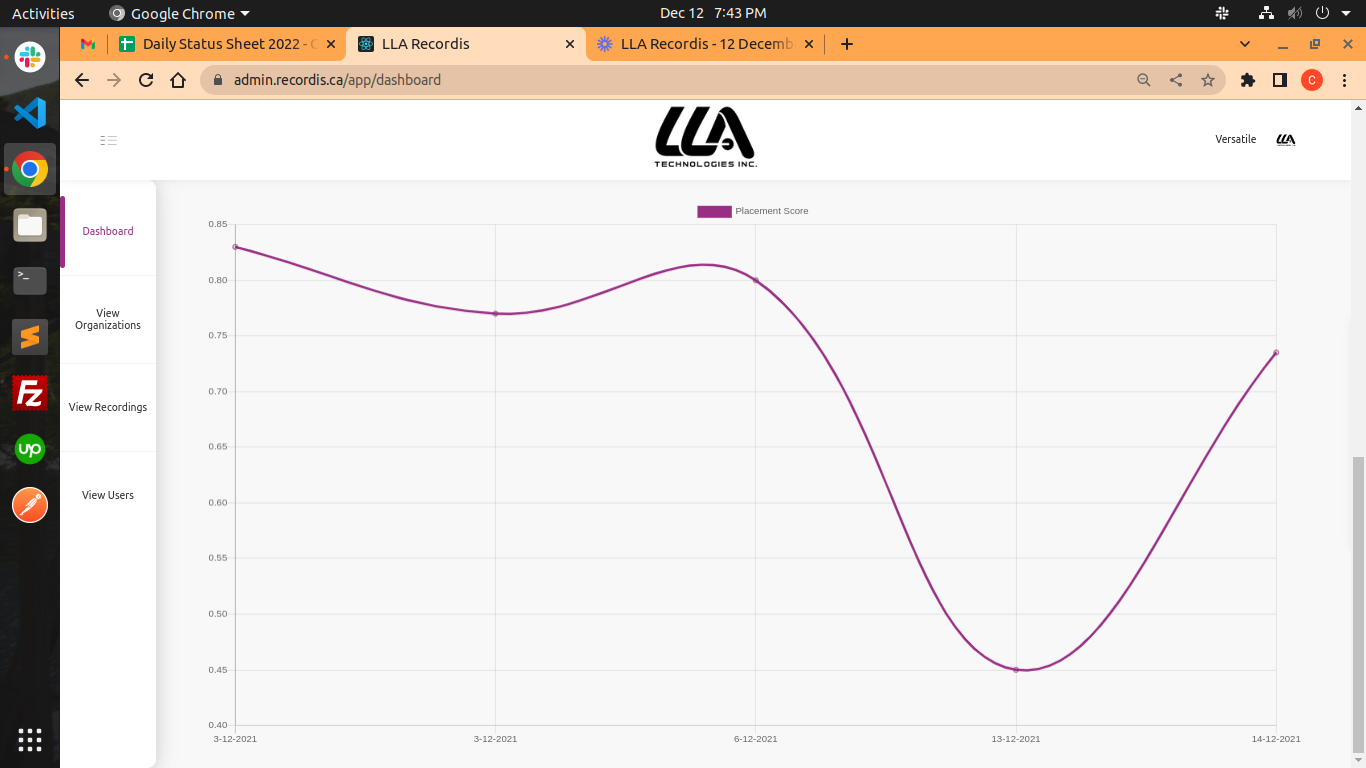 Activities Google Chrome Dec 12 7:43 PM
Daily Status Sheet 2022 - LLA Recordis LLA Recordis - 12 Decemb
admin.recordis.ca/app/dashboard C
LLA
TECHNOLOGIES INC.
Versatile LLA
Dashboard
View
Organizations
View Recordings
View Users
Placement Score
0.85
0.80
0.75
0.70
0.65
0.60
0.55
0.50
0.45
0.40
3-12-2021 3-12-2021 6-12-2021 13-12-2021 14-12-2021
>_
Fz
up